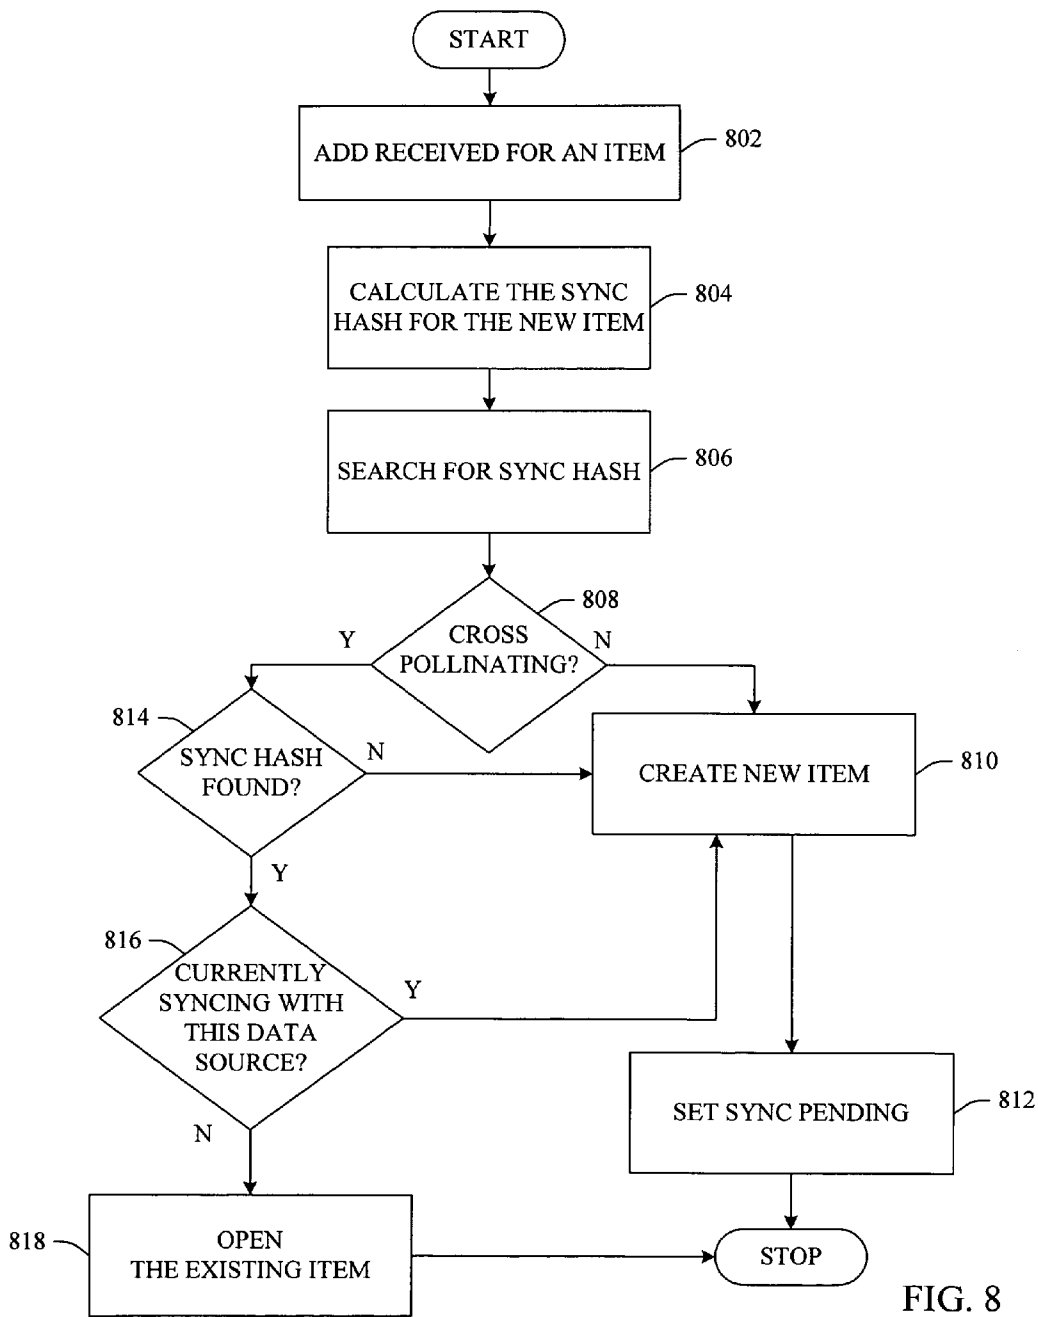 START
ADD RECEIVED FOR AN ITEM
802
CALCULATE THE SYNC
HASH FOR THE NEW ITEM
804
SEARCH FOR SYNC HASH
806
808
CROSS
POLLINATING?
Y
N
814
SYNC HASH
FOUND?
N
Y
CREATE NEW ITEM
810
816
CURRENTLY
SYNCING WITH
THIS DATA
SOURCE?
Y
N
SET SYNC PENDING
812
818
OPEN
THE EXISTING ITEM
STOP
FIG. 8